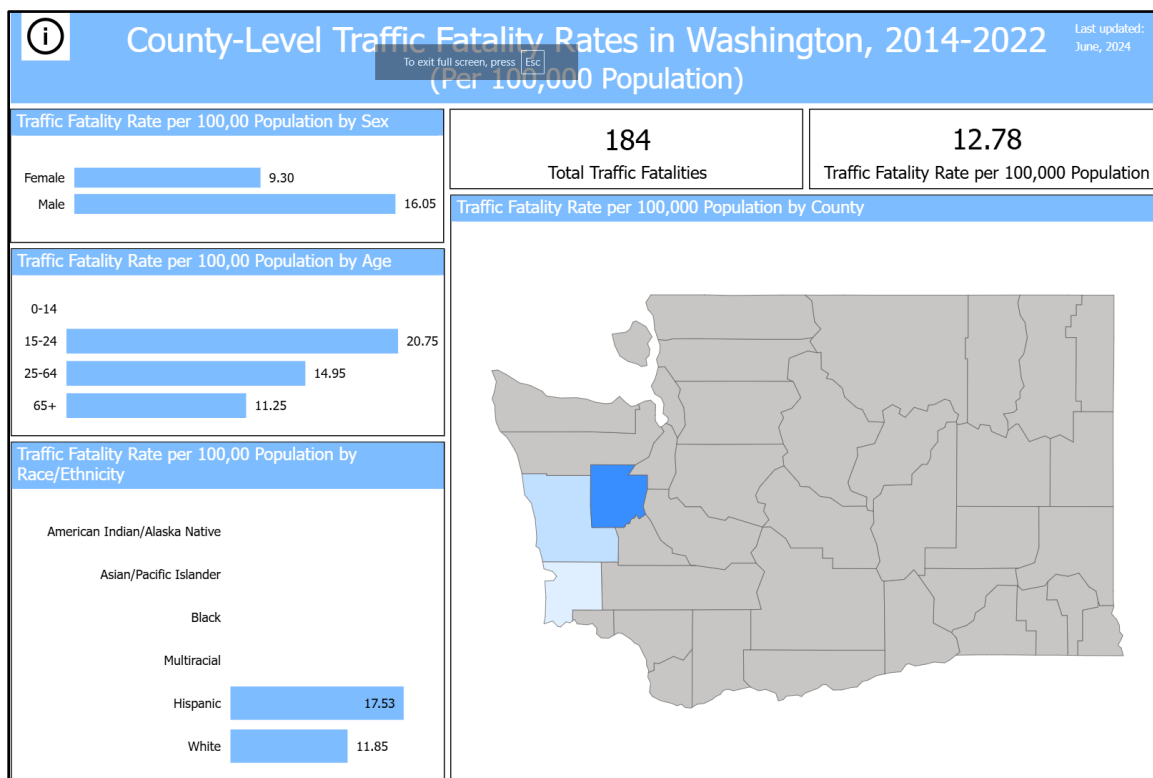 i
County-Level Traffic Fatality Rates in Washington, 2014-2022
(Per 100,000 Population)
Last updated:
June, 2024
To exit full screen, press Esc
Traffic Fatality Rate per 100,00 Population by Sex
Female 9.30
Male 16.05
184
Total Traffic Fatalities
12.78
Traffic Fatality Rate per 100,000 Population
Traffic Fatality Rate per 100,00 Population by Age
0-14
15-24 20.75
25-64 14.95
65+ 11.25
Traffic Fatality Rate per 100,00 Population by
Race/Ethnicity
American Indian/Alaska Native
Asian/Pacific Islander
Black
Multiracial
Hispanic 17.53
White 11.85
Traffic Fatality Rate per 100,000 Population by County